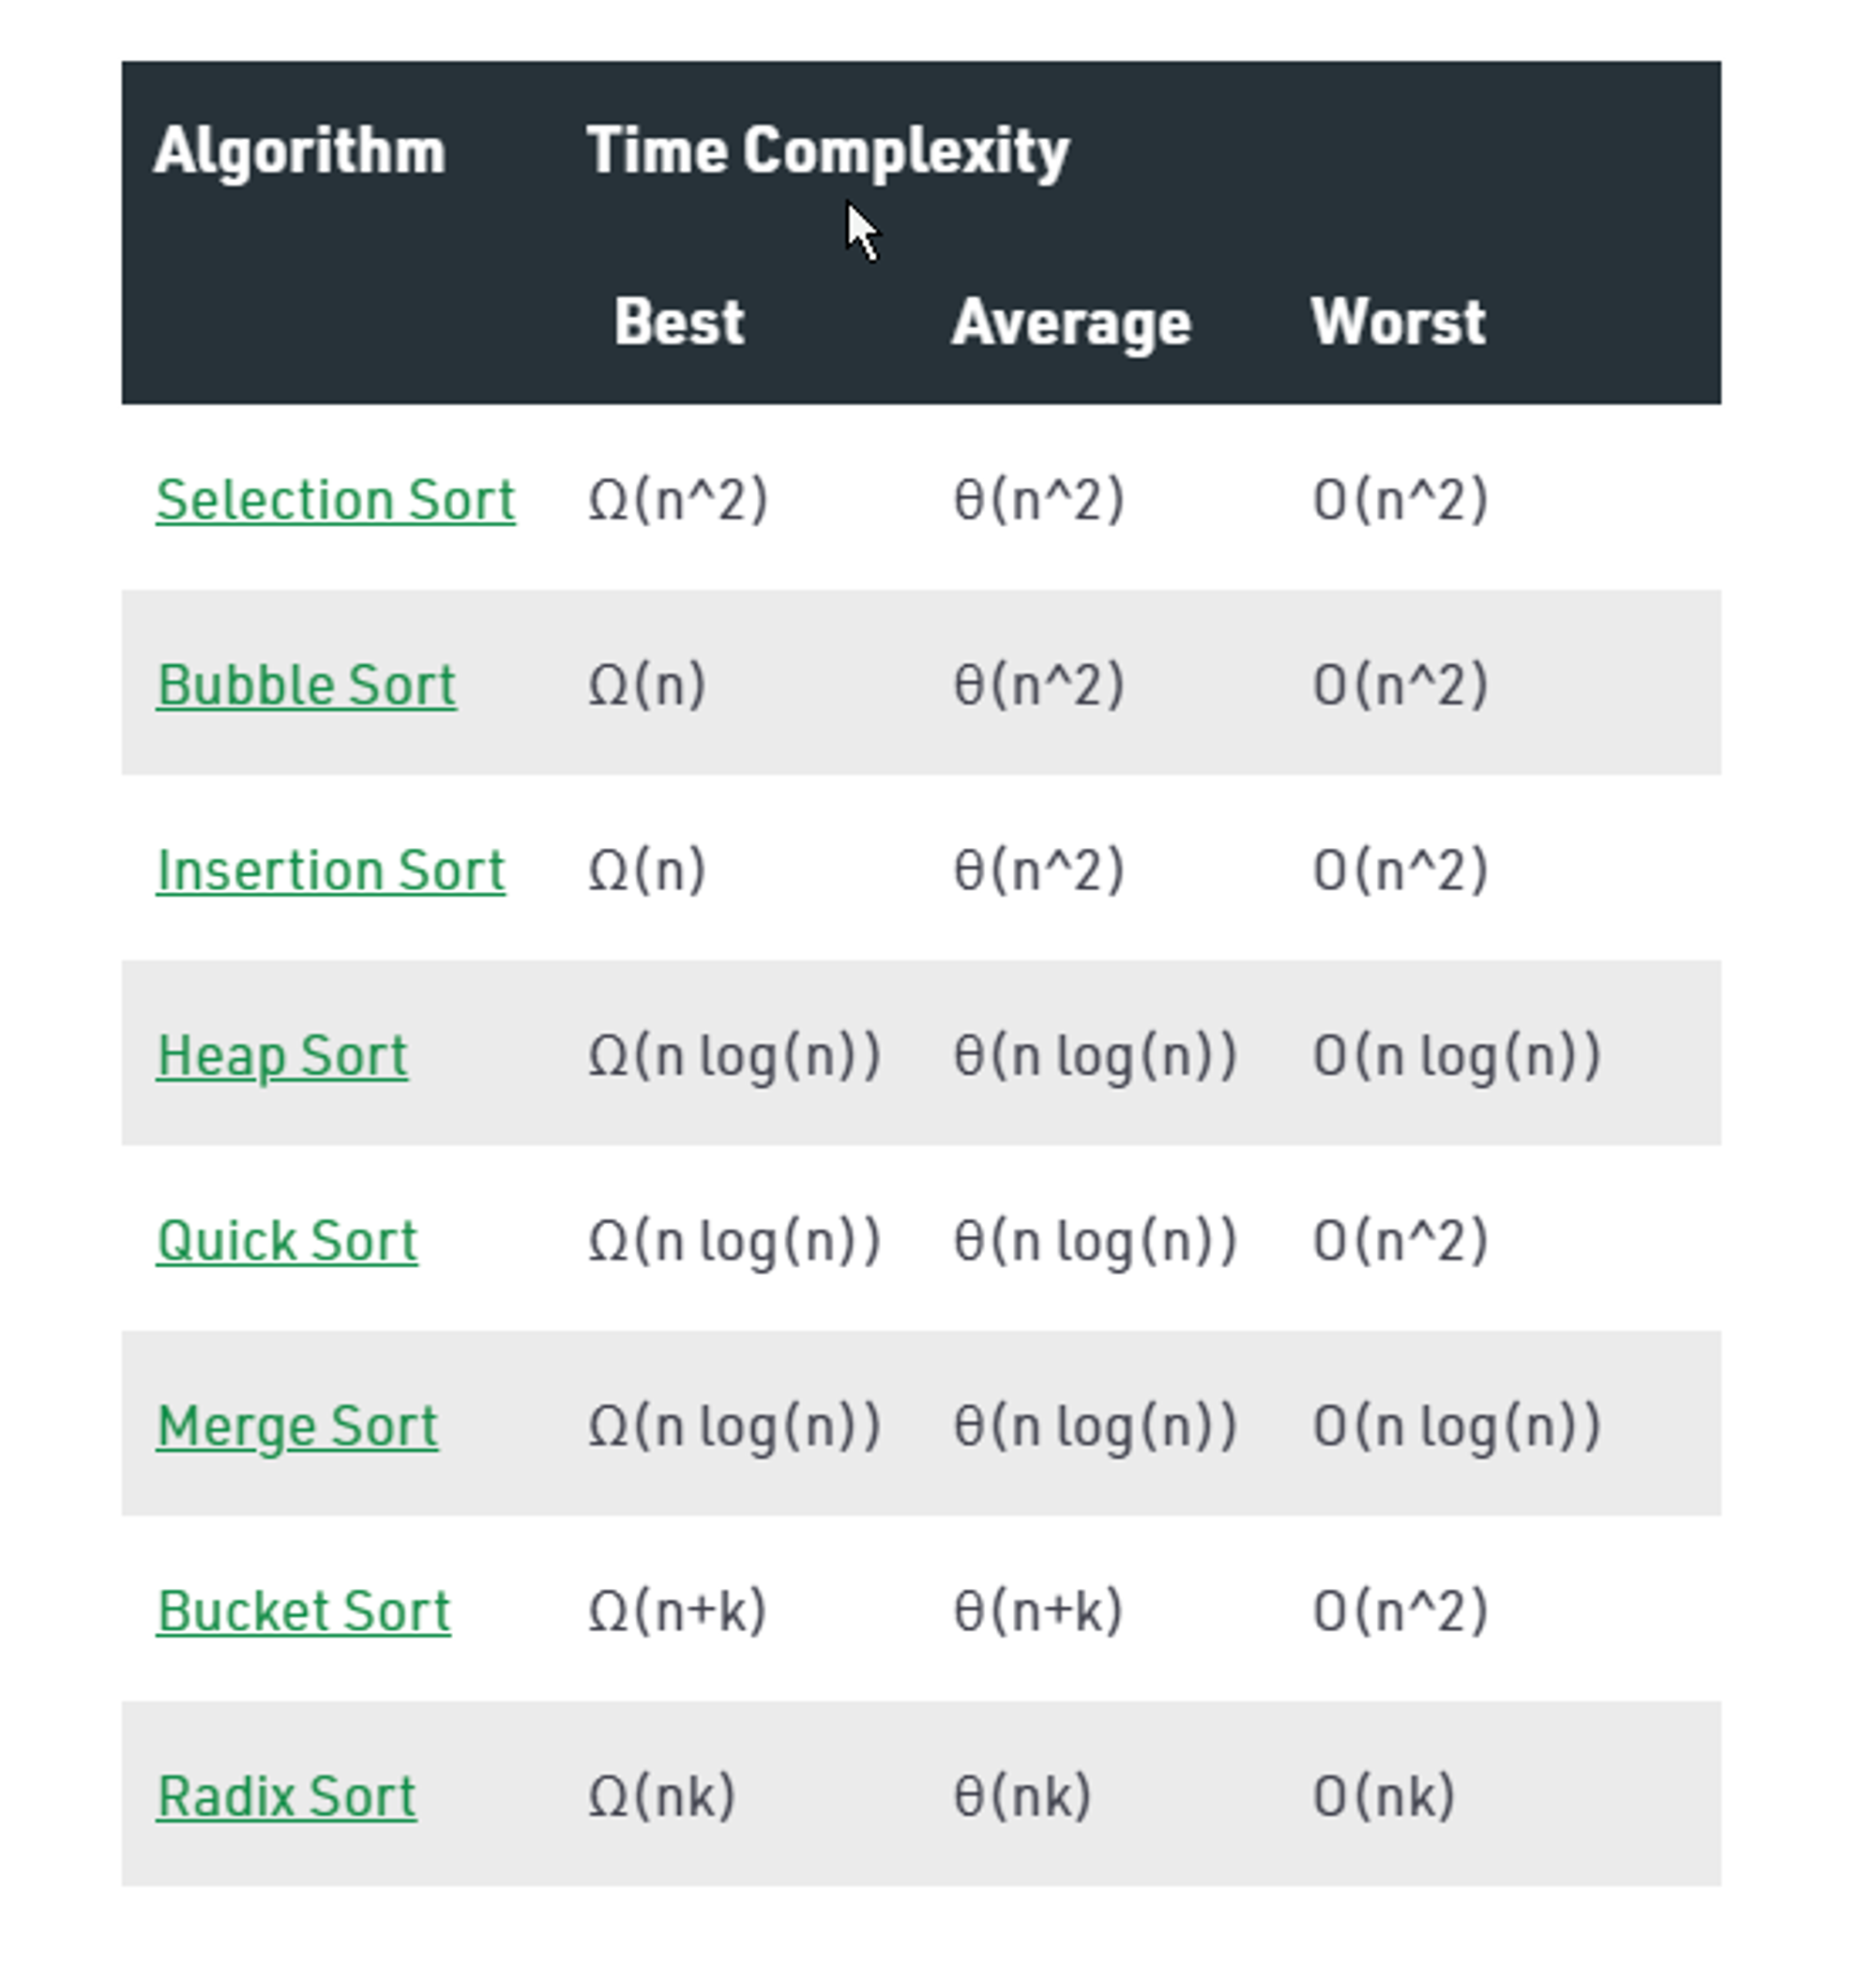 Algorithm Time Complexity
Best Average Worst
Selection Sort Ω(n^2) θ(n^2) O(n^2)
Bubble Sort Ω(n) θ(n^2) O(n^2)
Insertion Sort Ω(n) θ(n^2) O(n^2)
Heap Sort Ω(n log(n)) θ(n log(n)) O(n log(n))
Quick Sort Ω(n log(n)) θ(n log(n)) O(n^2)
Merge Sort Ω(n log(n)) θ(n log(n)) O(n log(n))
Bucket Sort Ω(n+k) θ(n+k) O(n^2)
Radix Sort Ω(nk) θ(nk) O(nk)